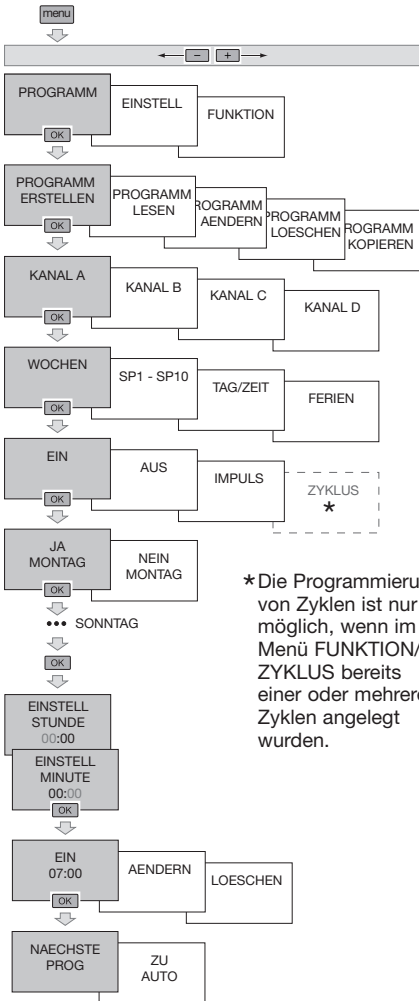 menu
− +
PROGRAMM
EINSTELL
FUNKTION
OK
PROGRAMM
ERSTELLEN
PROGRAMM
LESEN
ROGRAMM
AENDERN
PROGRAMM
LOESCHEN
ROGRAMM
KOPIEREN
OK
KANAL A
KANAL B
KANAL C
KANAL D
OK
WOCHEN
SP1 - SP10
TAG/ZEIT
FERIEN
OK
EIN
AUS
IMPULS
ZYKLUS
*
OK
JA
MONTAG
NEIN
MONTAG
OK
••• SONNTAG
OK
*Die Programmieru
von Zyklen ist nur
möglich, wenn im
Menü FUNKTION/
ZYKLUS bereits
einer oder mehrere
Zyklen angelegt
wurden.
EINSTELL
STUNDE
00:00
EINSTELL
MINUTE
00:00
OK
EIN
07:00
AENDERN
LOESCHEN
OK
NAECHSTE
PROG
ZU
AUTO